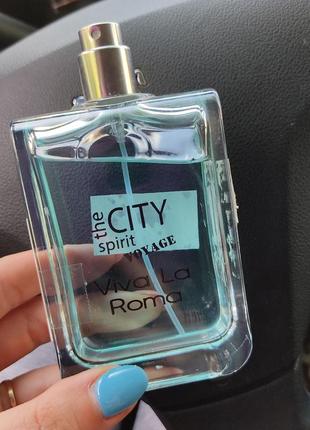 the CITY
spirit
VOYAGE
Viva La
Roma